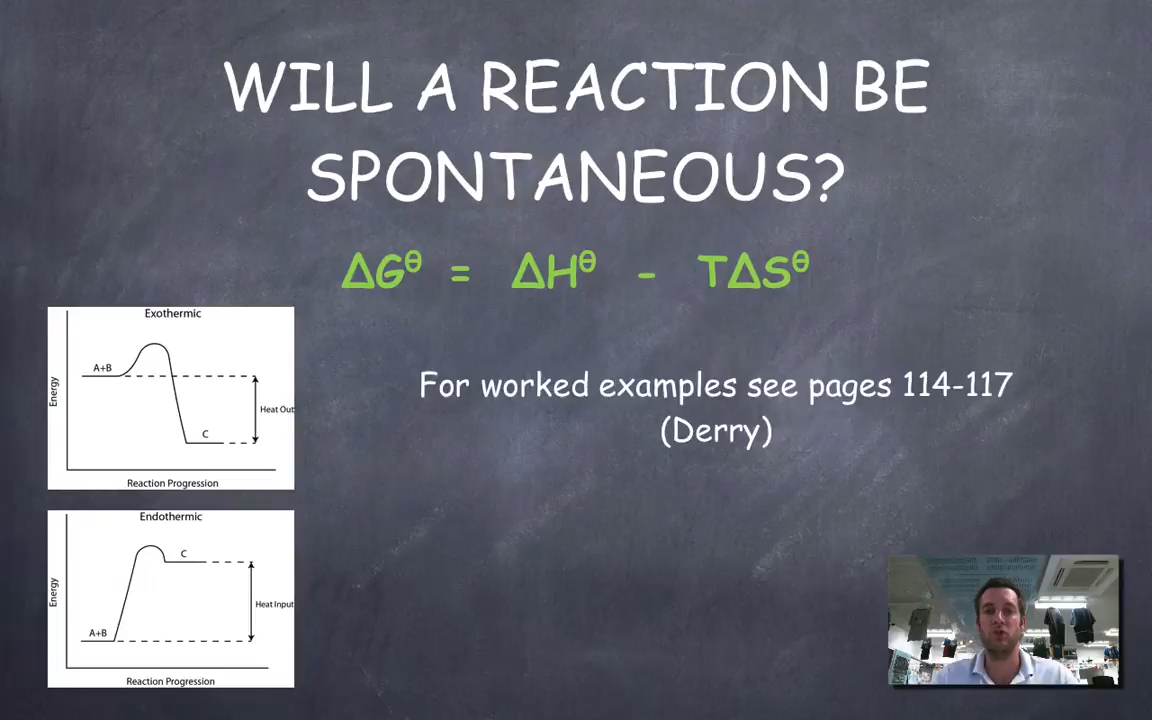 WILL A REACTION BE
SPONTANEOUS?
ΔGθ = ΔHθ - TΔSθ
Exothermic
A+B
Energy
Heat Out
C
Reaction Progression
For worked examples see pages 114-117
(Derry)
Endothermic
C
Energy
Heat Input
A+B
Reaction Progression